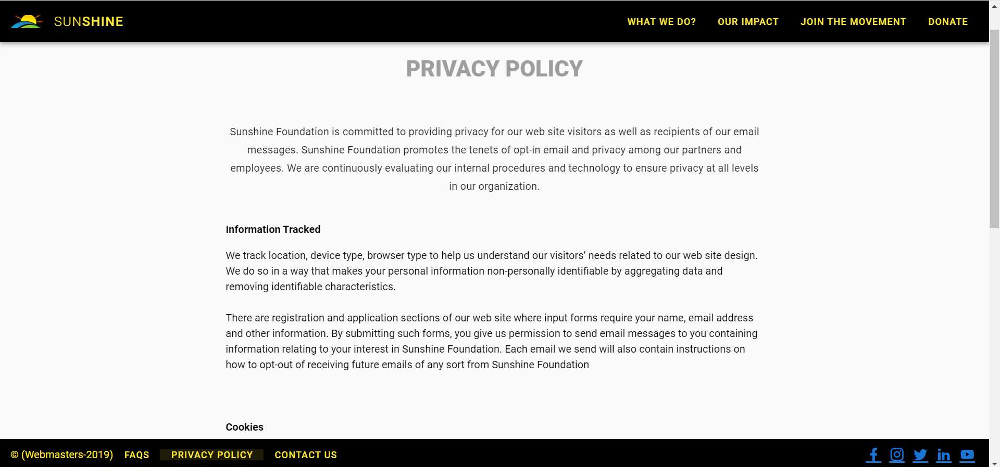 SUNSHINE
WHAT WE DO? OUR IMPACT JOIN THE MOVEMENT DONATE
PRIVACY POLICY
Sunshine Foundation is committed to providing privacy for our web site visitors as well as recipients of our email
messages. Sunshine Foundation promotes the tenets of opt-in email and privacy among our partners and
employees. We are continuously evaluating our internal procedures and technology to ensure privacy at all levels
in our organization.
Information Tracked
We track location, device type, browser type to help us understand our visitors’ needs related to our web site design.
We do so in a way that makes your personal information non-personally identifiable by aggregating data and
removing identifiable characteristics.
There are registration and application sections of our web site where input forms require your name, email address
and other information. By submitting such forms, you give us permission to send email messages to you containing
information relating to your interest in Sunshine Foundation. Each email we send will also contain instructions on
how to opt-out of receiving future emails of any sort from Sunshine Foundation
Cookies
© (Webmasters-2019) FAQS PRIVACY POLICY CONTACT US